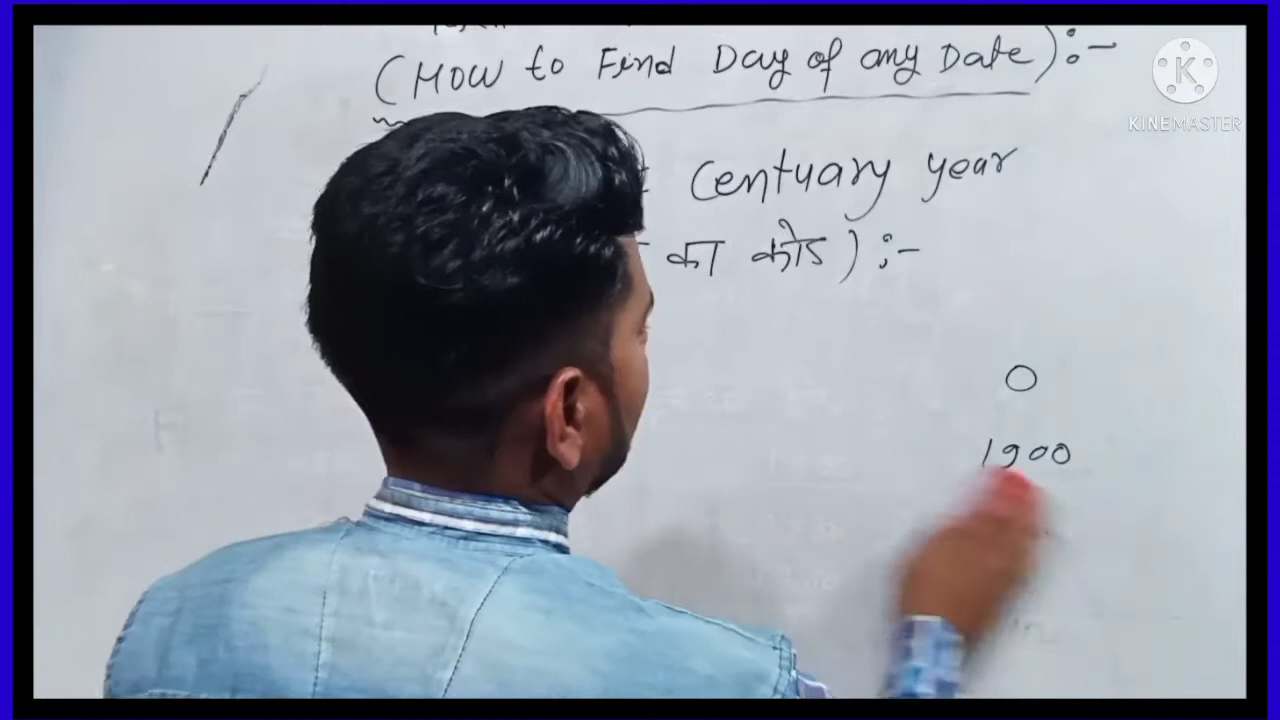 (HOW to Find Day of any Date):-
Centuary year
का कोड):-
0
1900
K
KINEMASTER